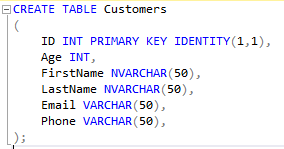 CREATE TABLE Customers
(
    ID INT PRIMARY KEY IDENTITY(1,1),
    Age INT,
    FirstName NVARCHAR(50),
    LastName NVARCHAR(50),
    Email VARCHAR(50),
    Phone VARCHAR(50),
);